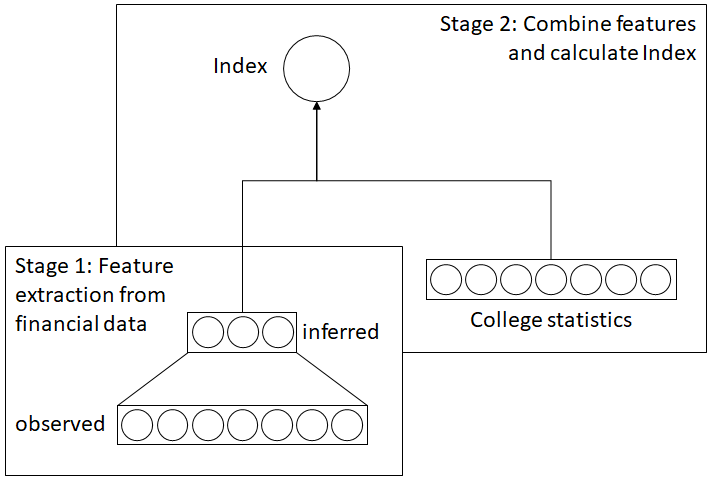 Stage 2: Combine features
and calculate Index
Index
Stage 1: Feature
extraction from
financial data
inferred
College statistics
observed